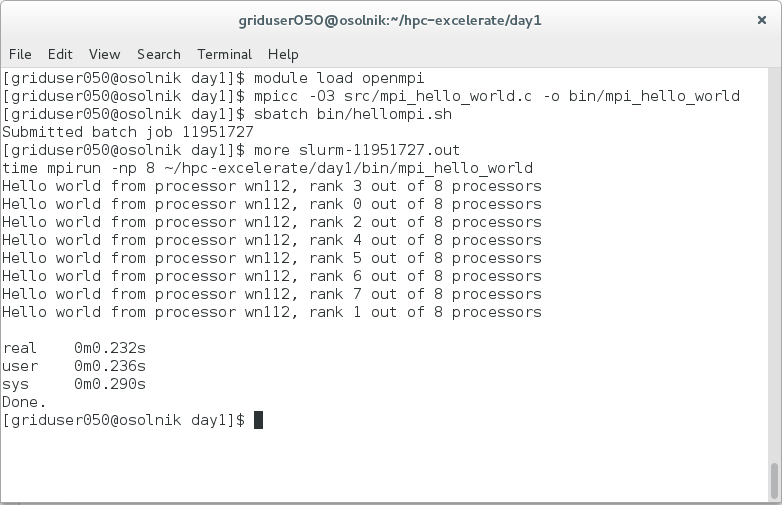 griduser050@osolnik:~/hpc-excelerate/day1
File Edit View Search Terminal Help
[griduser050@osolnik day1]$ module load openmpi
[griduser050@osolnik day1]$ mpicc -O3 src/mpi_hello_world.c -o bin/mpi_hello_world
[griduser050@osolnik day1]$ sbatch bin/hellompi.sh
Submitted batch job 11951727
[griduser050@osolnik day1]$ more slurm-11951727.out
time mpirun -np 8 ~/hpc-excelerate/day1/bin/mpi_hello_world
Hello world from processor wn112, rank 3 out of 8 processors
Hello world from processor wn112, rank 0 out of 8 processors
Hello world from processor wn112, rank 2 out of 8 processors
Hello world from processor wn112, rank 4 out of 8 processors
Hello world from processor wn112, rank 5 out of 8 processors
Hello world from processor wn112, rank 6 out of 8 processors
Hello world from processor wn112, rank 7 out of 8 processors
Hello world from processor wn112, rank 1 out of 8 processors
real 0m0.232s
user 0m0.236s
sys 0m0.290s
Done.
[griduser050@osolnik day1]$